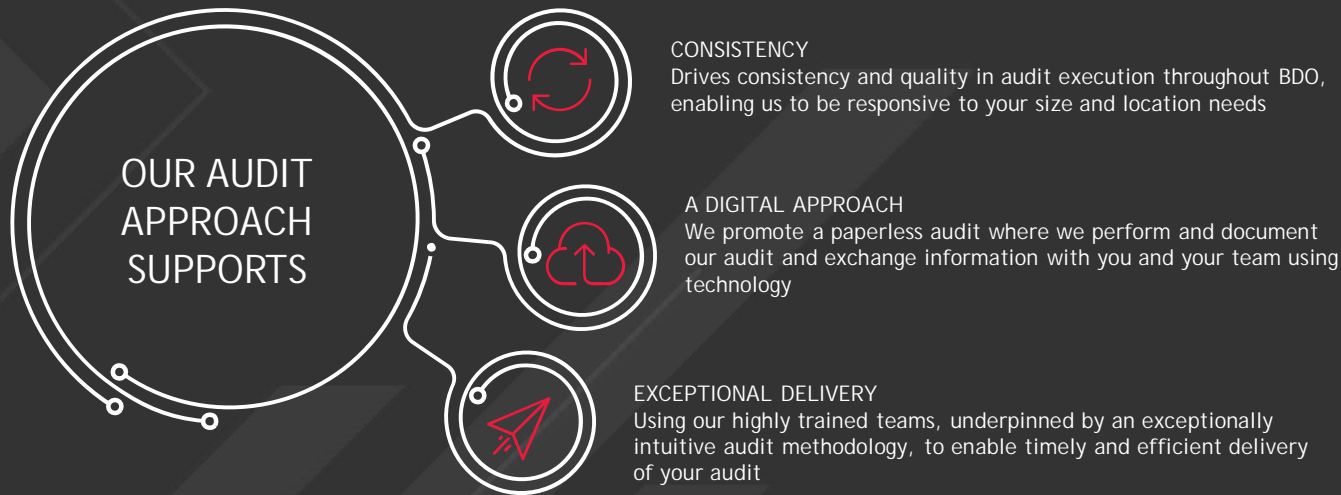 OUR AUDIT
APPROACH
SUPPORTS
CONSISTENCY
Drives consistency and quality in audit execution throughout BDO,
enabling us to be responsive to your size and location needs
A DIGITAL APPROACH
We promote a paperless audit where we perform and document
our audit and exchange information with you and your team using
technology
EXCEPTIONAL DELIVERY
Using our highly trained teams, underpinned by an exceptionally
intuitive audit methodology, to enable timely and efficient delivery
of your audit